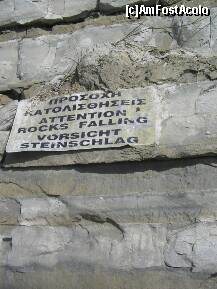 (c)AmFostAcolo
ΠΡΟΣΟΧΗ
ΚΑΤΟΛΙΣΘΗΣΕΙΣ
ATTENTION
ROCKS FALLING
VORSICHT
STEINSCHLAG